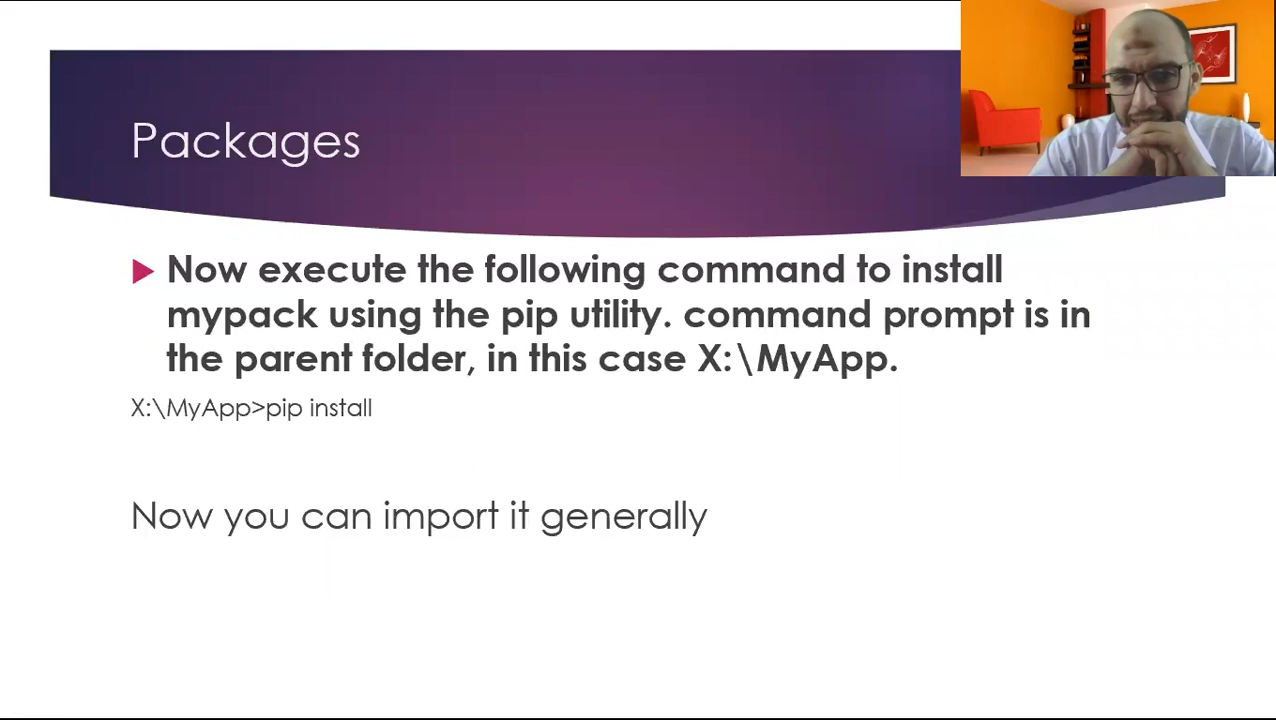 Packages
Now execute the following command to install
mypack using the pip utility. command prompt is in
the parent folder, in this case X:\MyApp.
X:\MyApp>pip install
Now you can import it generally